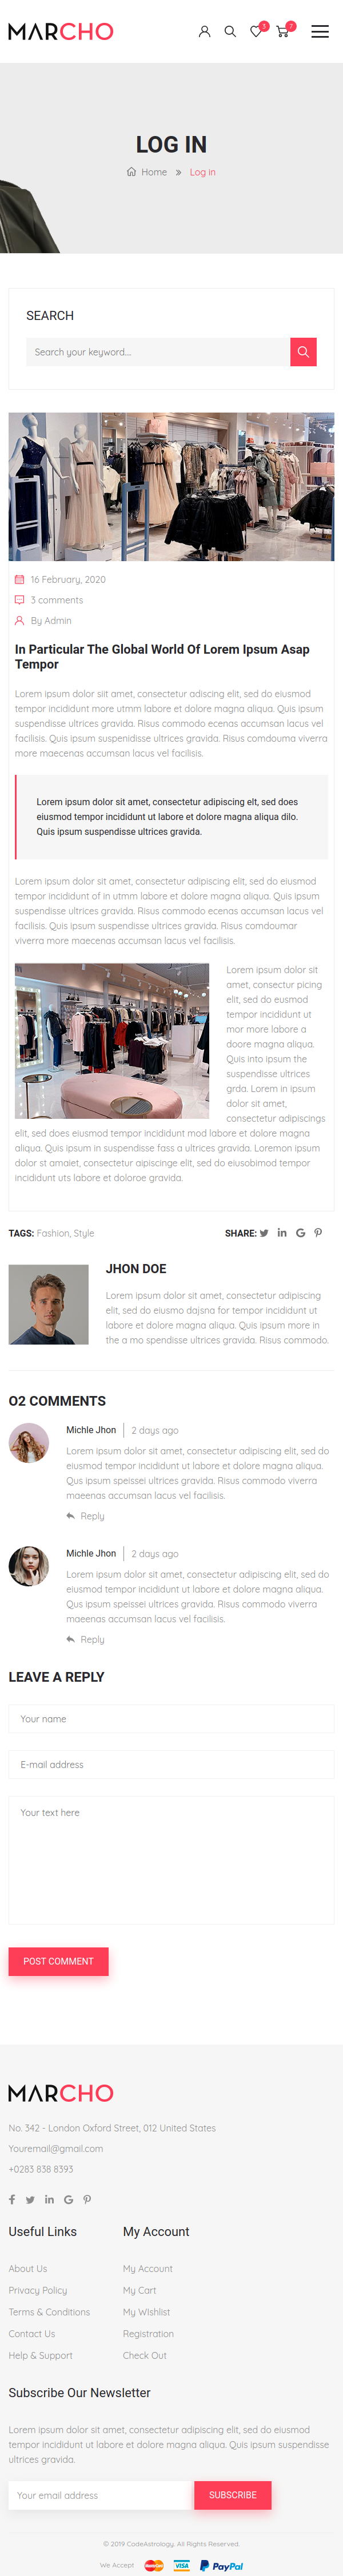 MARCHO
3
7
LOG IN
Home » Log in
SEARCH
Search your keyword...
16 February, 2020
3 comments
By Admin
In Particular The Global World Of Lorem Ipsum Asap
Tempor
Lorem ipsum dolor siit amet, consectetur adiscing elit, sed do eiusmod
tempor incididunt more utmm labore et dolore magna aliqua. Quis ipsum
suspendisse ultrices gravida. Risus commodo ecenas accumsan lacus vel
facilisis. Quis ipsum suspenidisse ultrices gravida. Risus comdouma viverra
more maecenas accumsan lacus vel facilisis.
Lorem ipsum dolor sit amet, consectetur adipiscing elt, sed does
eiusmod tempor incididunt ut labore et dolore magna aliqua dilo.
Quis ipsum suspendisse ultrices gravida.
Lorem ipsum dolor sit amet, consectetur adipiscing elit, sed do eiusmod
tempor incididunt of in utmm labore et dolore magna aliqua. Quis ipsum
suspendisse ultrices gravida. Risus commodo ecenas accumsan lacus vel
facilisis. Quis ipsum suspendisse ultrices gravida. Risus comdoumar
viverra more maecenas accumsan lacus vel facilisis.
Lorem ipsum dolor sit
amet, consectur picing
elit, sed do eusmod
tempor incididunt ut
mor more labore a
doore magna aliqua.
Quis into ipsum the
suspendisse ultrices
grda. Lorem in ipsum
dolor sit amet,
consectetur adipiscings
elit, sed does eiusmod tempor incididunt mod labore et dolore magna
aliqua. Quis ipsum in suspendisse fass a ultrices gravida. Loremon ipsum
dolor st amaiet, consectetur aipiscinge elit, sed do eiusobimod tempor
incididunt uts labore et doloroe gravida.
TAGS: Fashion, Style
SHARE:
JHON DOE
Lorem ipsum dolor siit amet, consectetur adipiscing elit,
elit, sed do eiusmo dajsna for tempor incididunt ut
labore et dolore magna aliqua. Quis ipsum more in
the a mo spendisse ultrices gravida. Risus commodo.
O2 COMMENTS
Michle Jhon 2 days ago
Lorem ipsum dolor sit amet, consectetur adipiscing elit, sed do
eiusmod tempor incididunt ut labore et dolore magna aliqua.
Qus ipsum speissei ultrices gravida. Risus commodo viverra
maeenas accumsan lacus vel facilisis.
Reply
Michle Jhon 2 days ago
Lorem ipsum dolor sit amet, consectetur adipiscing elit, sed do
eiusmod tempor incididunt ut labore et dolore magna aliqua.
Qus ipsum speissei ultrices gravida. Risus commodo viverra
maeenas accumsan lacus vel facilisis.
Reply
LEAVE A REPLY
Your name
E-mail address
Your text here
POST COMMENT
MARCHO
No. 342 - London Oxford Street, 012 United States
Youremail@gmail.com
+0283 838 8393
Useful Links
About Us
Privacy Policy
Terms & Conditions
Contact Us
Help & Support
My Account
My Account
My Cart
My Wishlist
Registration
Check Out
Subscribe Our Newsletter
Lorem ipsum dolor sit amet, consectetur adipiscing elit, sed do eiusmod
tempor incididunt ut labore et dolore magna aliqua. Quis ipsum suspendisse
ultrices gravida.
Your email address
SUBSCRIBE
© 2019 CodeAstrology. All Rights Reserved.
We Accept VISA PayPal